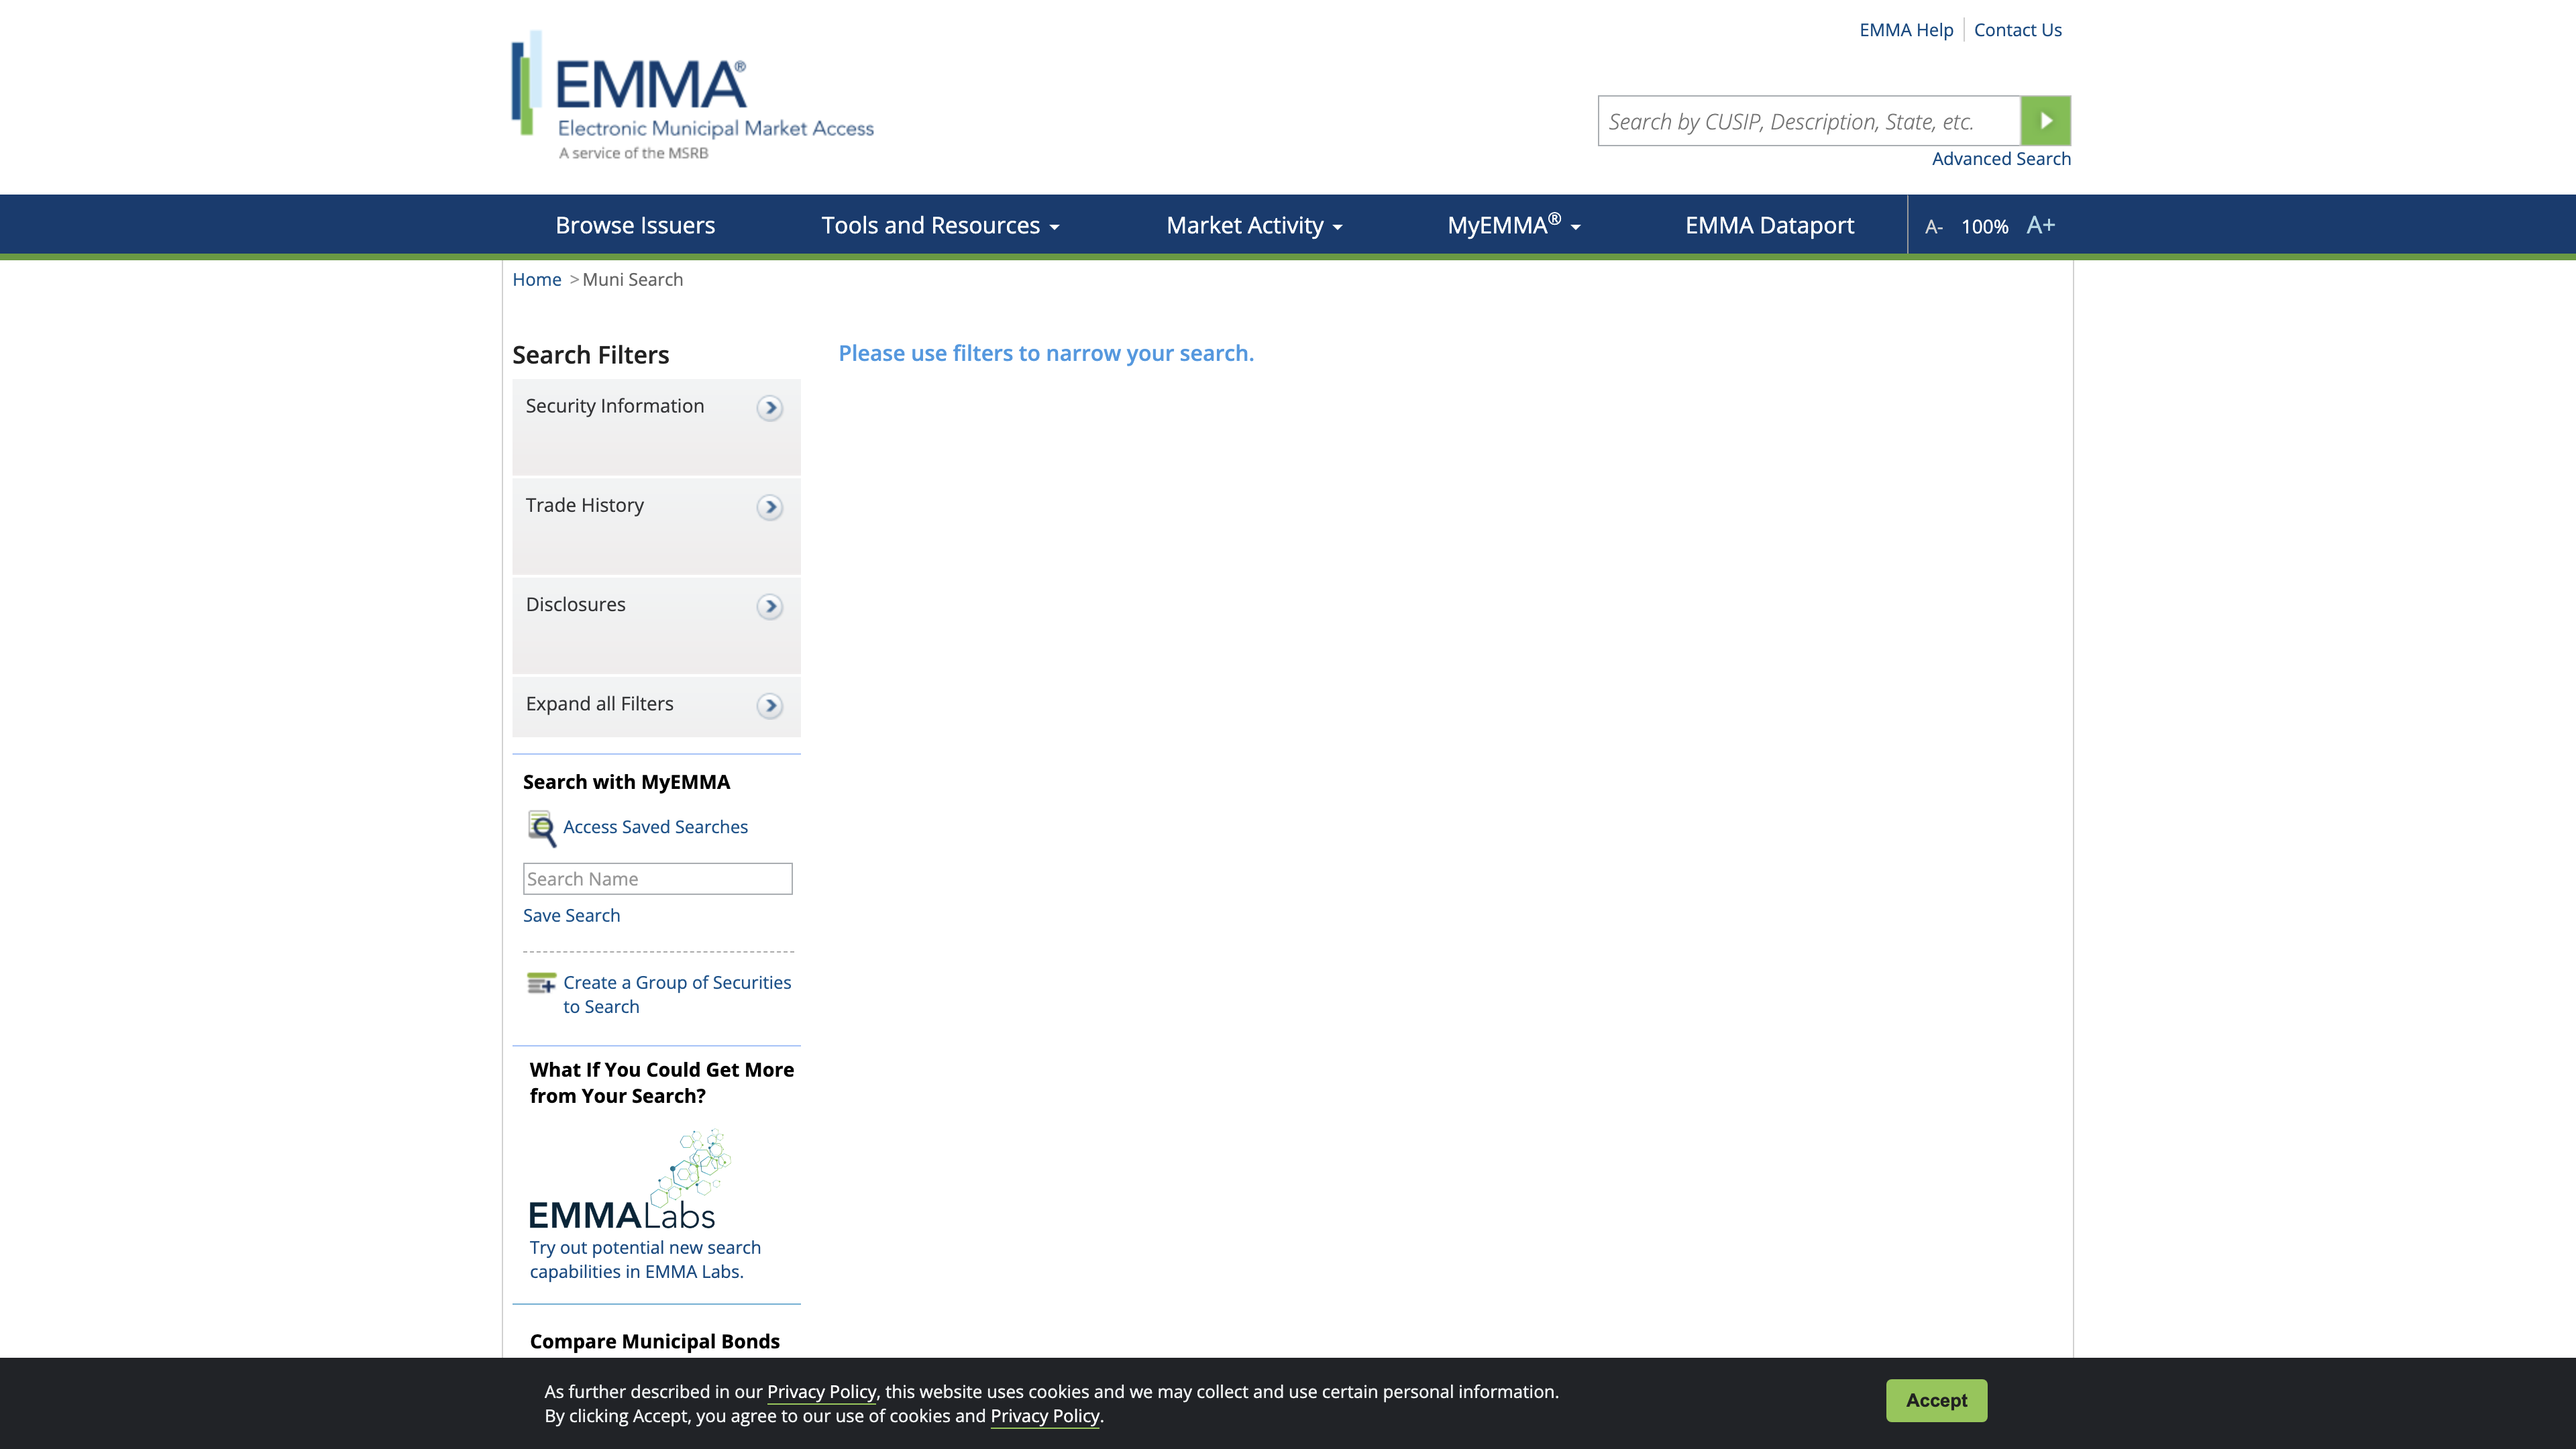 EMMA Help
Contact Us
EMMA®
Electronic Municipal Market Access
A service of the MSRB
Search by CUSIP, Description, State, etc.
Advanced Search
Browse Issuers
Tools and Resources
Market Activity
MyEMMA®
EMMA Dataport
A-
100%
A+
Home > Muni Search
Search Filters
Please use filters to narrow your search.
Security Information
Trade History
Disclosures
Expand all Filters
Search with MyEMMA
Access Saved Searches
Search Name
Save Search
Create a Group of Securities
to Search
What If You Could Get More
from Your Search?
EMMALabs
Try out potential new search
capabilities in EMMA Labs.
Compare Municipal Bonds
As further described in our Privacy Policy, this website uses cookies and we may collect and use certain personal information.
By clicking Accept, you agree to our use of cookies and Privacy Policy.
Accept